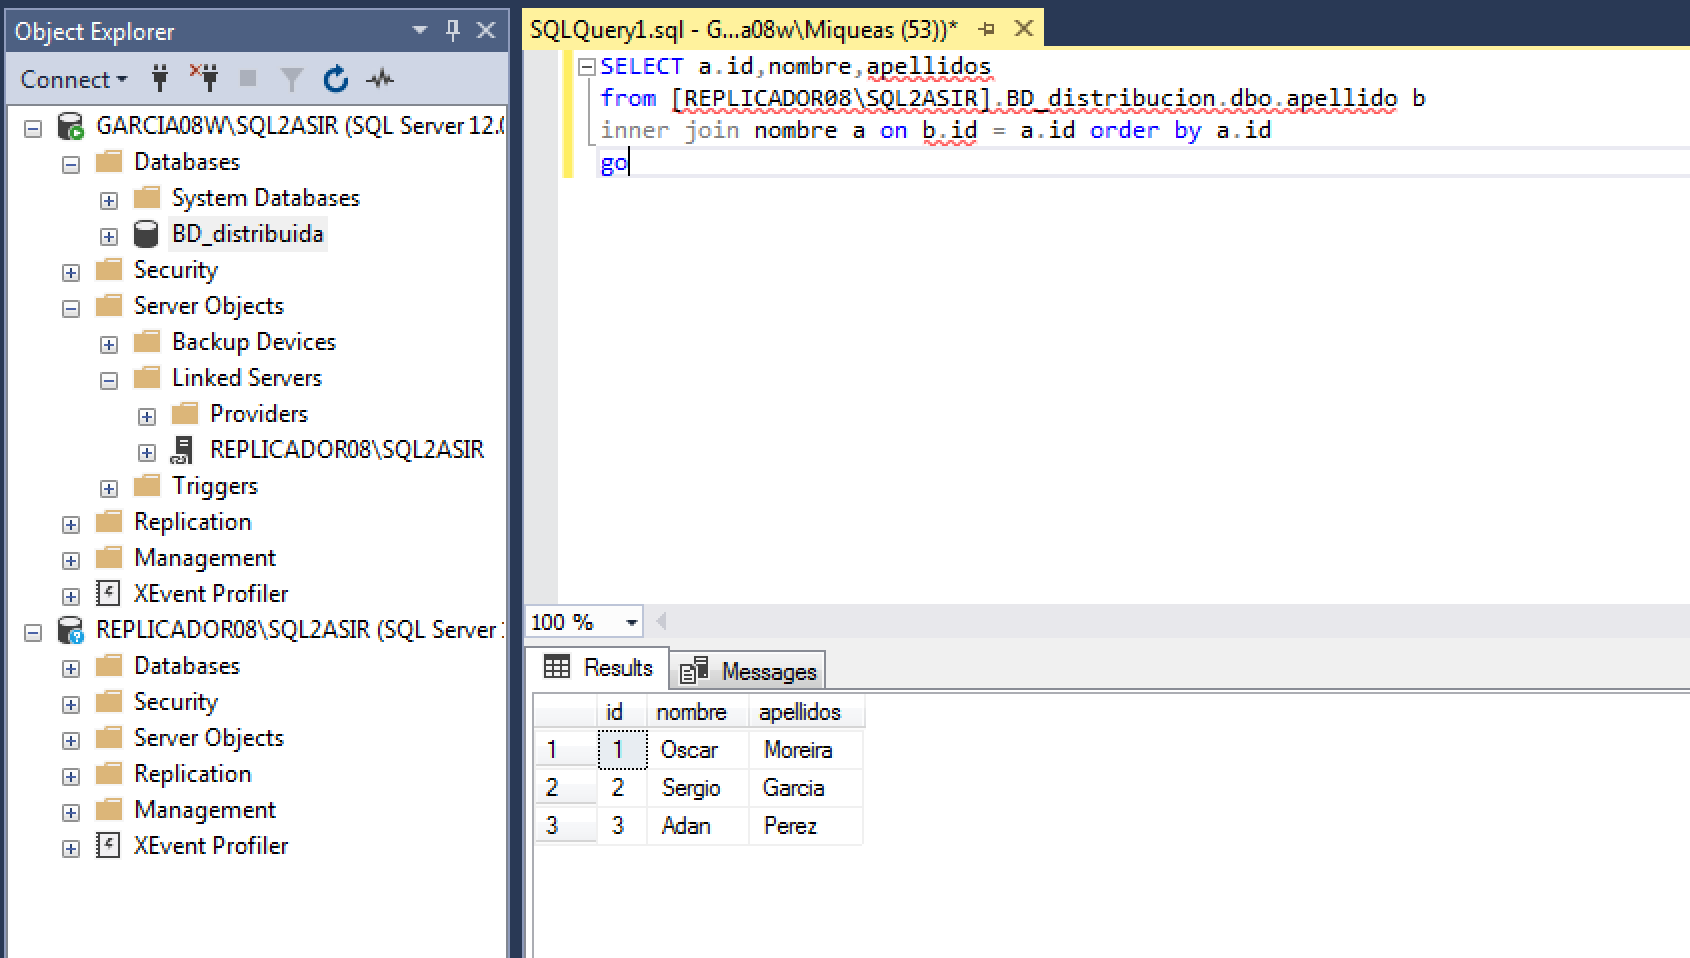 Object Explorer
Connect
GARCIA08W\SQL2ASIR (SQL Server 12.0
Databases
System Databases
BD_distribuida
Security
Server Objects
Backup Devices
Linked Servers
Providers
REPLICADOR08\SQL2ASIR
Triggers
Replication
Management
XEvent Profiler
REPLICADOR08\SQL2ASIR (SQL Server
Databases
Security
Server Objects
Replication
Management
XEvent Profiler
SQLQuery1.sql - G...a08w\Miqueas (53))*
SELECT a.id,nombre,apellidos
from [REPLICADOR08\SQL2ASIR].BD_distribucion.dbo.apellido b
inner join nombre a on b.id = a.id order by a.id
go
100 %
Results Messages
id nombre apellidos
1 1 Oscar Moreira
2 2 Sergio Garcia
3 3 Adan Perez